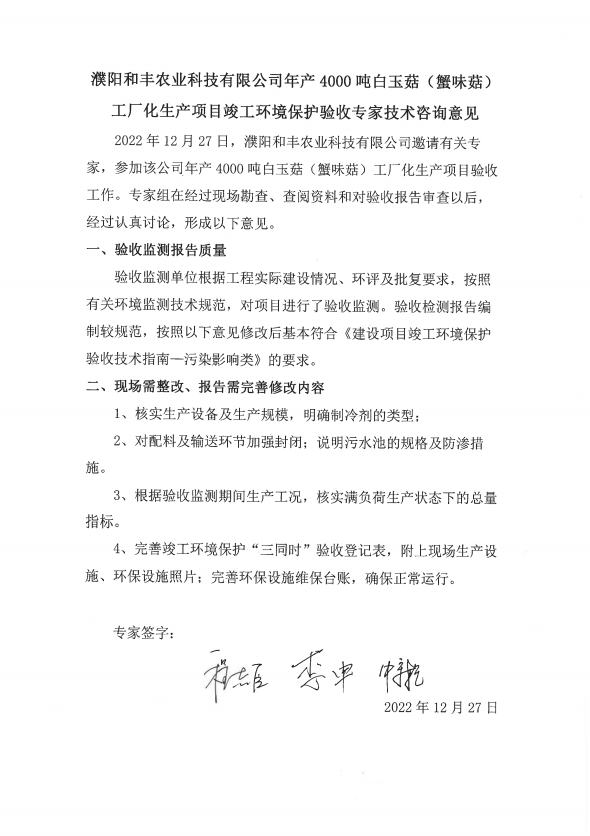 濮阳和丰农业科技有限公司年产 4000 吨白玉菇（蟹味菇）
工厂化生产项目竣工环境保护验收专家技术咨询意见
2022 年 12 月 27 日，濮阳和丰农业科技有限公司邀请有关专
家，参加该公司年产 4000 吨白玉菇（蟹味菇）工厂化生产项目验收
工作。专家组在经过现场勘查、查阅资料和对验收报告审查以后，
经过认真讨论，形成以下意见。
一、验收监测报告质量
验收监测单位根据工程实际建设情况、环评及批复要求，按照
有关环境监测技术规范，对项目进行了验收监测。验收检测报告编
制较规范，按照以下意见修改后基本符合《建设项目竣工环境保护
验收技术指南—污染影响类》的要求。
二、现场需整改、报告需完善修改内容
1、核实生产设备及生产规模，明确制冷剂的类型；
2、对配料及输送环节加强封闭；说明污水池的规格及防渗措
施。
3、根据验收监测期间生产工况，核实满负荷生产状态下的总量
指标。
4、完善竣工环境保护“三同时”验收登记表，附上现场生产设
施、环保设施照片；完善环保设施维保台账，确保正常运行。
专家签字：
李中
2022 年 12 月 27 日